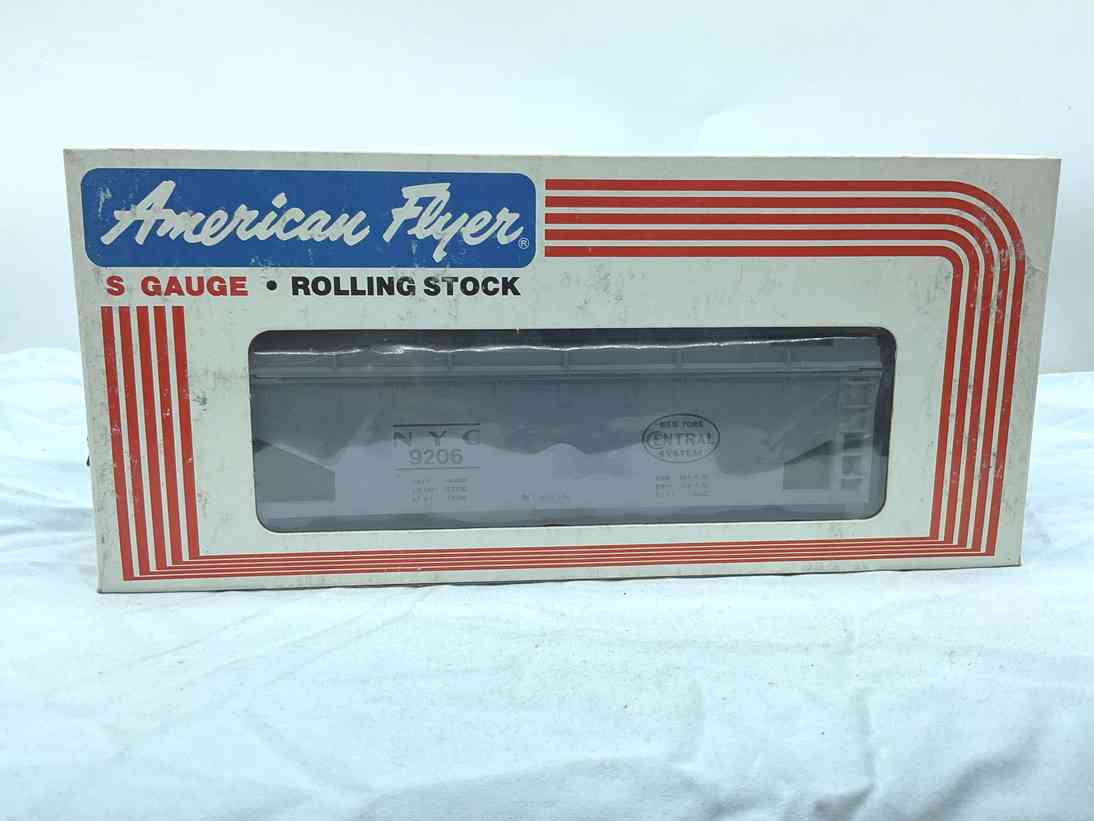 American Flyer®
S GAUGE • ROLLING STOCK
N Y C
9206
NEW YORK
CENTRAL
SYSTEM